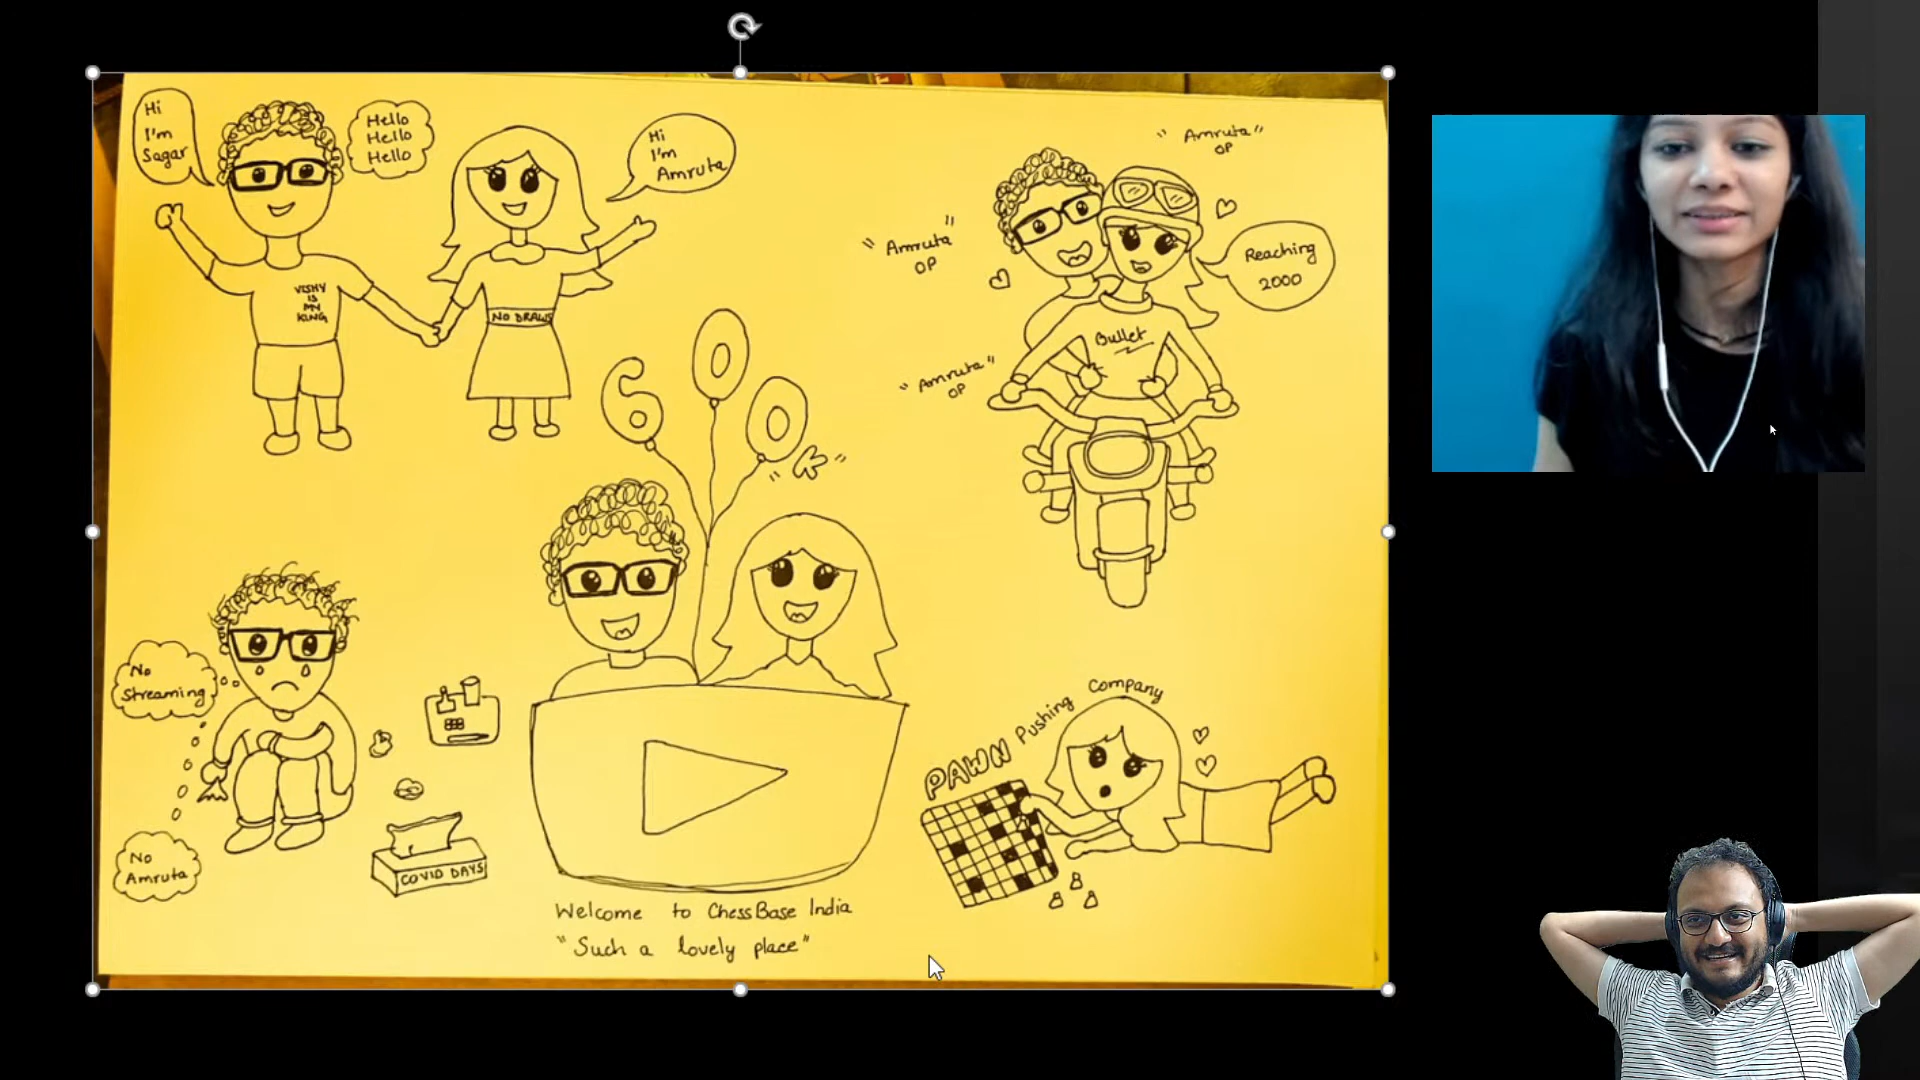 Hi
I'm
Sagar
Hello
Hello
Hello
Hi
I'm
Amruta
VISHY
IS
MY
KING
NO DRAWS
"Amruta"
OP
"Amruta"
OP
"Amruta"
OP
Reaching
2000
Bullet
600
"K"
No
Streaming
No
Amruta
COVID DAYS
PAWN Pushing Company
Welcome to ChessBase India
"Such a lovely place"